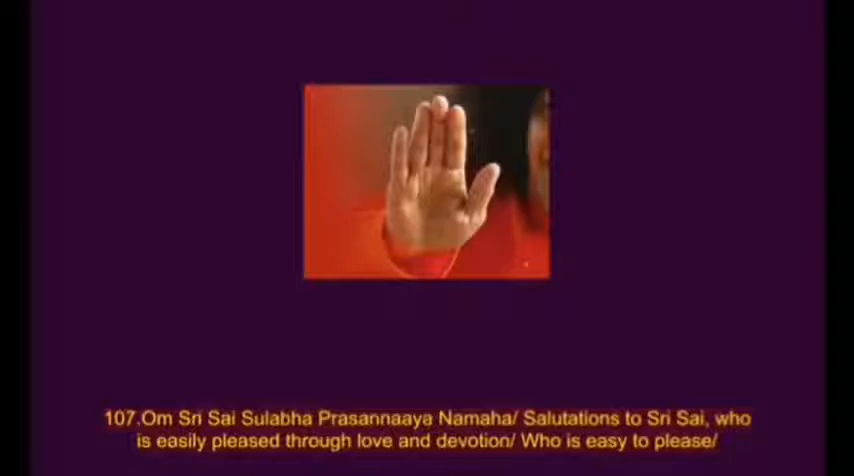 107.Om Sri Sai Sulabha Prasannaaya Namaha/ Salutations to Sri Sai, who
is easily pleased through love and devotion/ Who is easy to please/